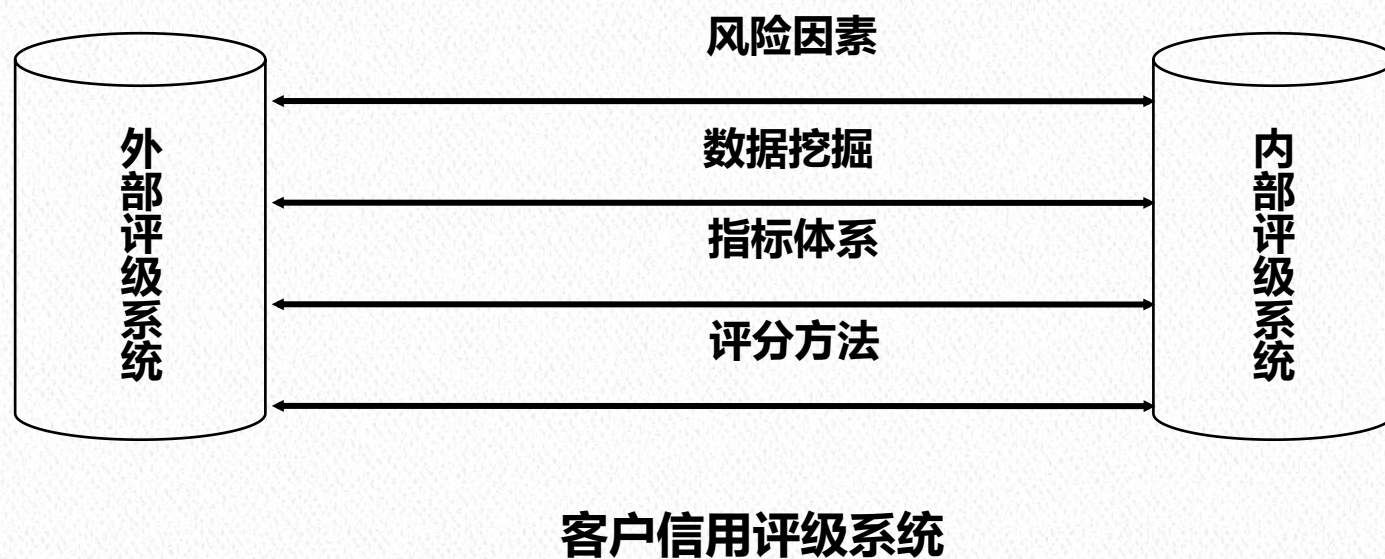 风险因素
外部评级系统
数据挖掘
内部评级系统
指标体系
评分方法
客户信用评级系统